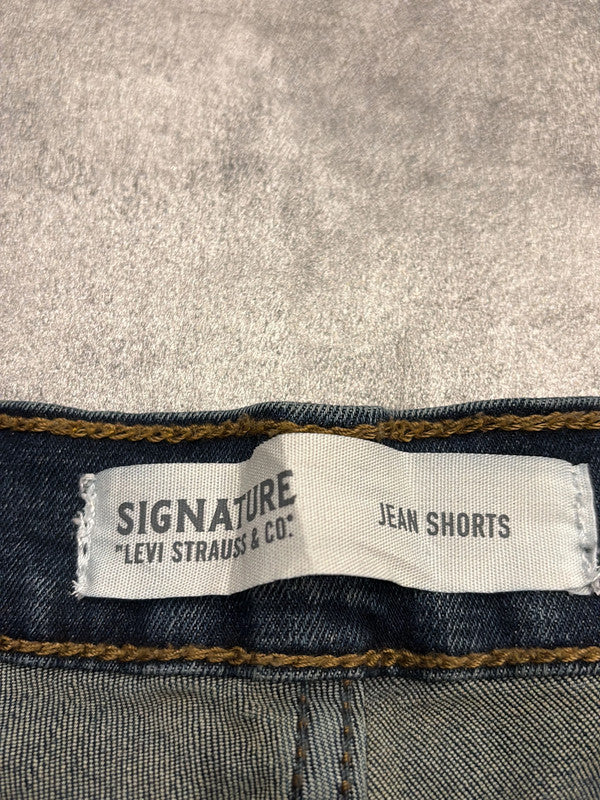 SIGNATURE
"LEVI STRAUSS & CO."
JEAN SHORTS